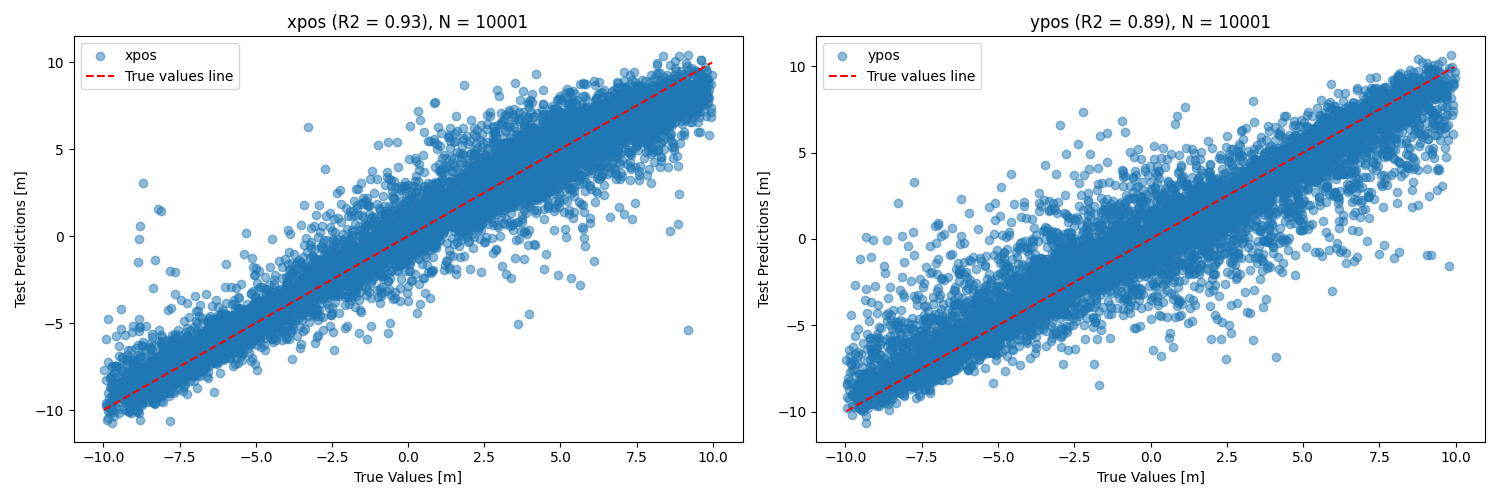 xpos (R2 = 0.93), N = 10001
xpos
True values line
Test Predictions [m]
10
5
0
−5
−10
−10.0 −7.5 −5.0 −2.5 0.0 2.5 5.0 7.5 10.0
True Values [m]
ypos (R2 = 0.89), N = 10001
ypos
True values line
Test Predictions [m]
10
5
0
−5
−10
−10.0 −7.5 −5.0 −2.5 0.0 2.5 5.0 7.5 10.0
True Values [m]